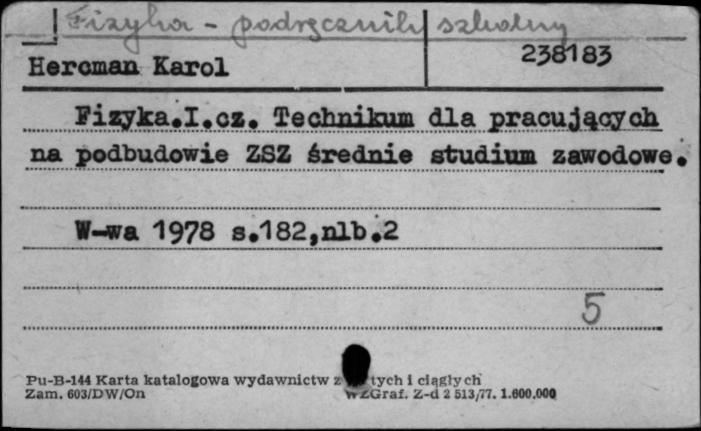 Fizyka - podręcznik szkolny
238183
Hercman Karol
Fizyka.I.cz. Technikum dla pracujących
na podbudowie ZSZ średnie studium zawodowe.
W-wa 1978 s.182,nlb.2
5
Pu-B-144 Karta katalogowa wydawnictw z tych i ciągłych
Zam. 603/DW/On WZGraf. Z-d 2 513/77. 1.600.000